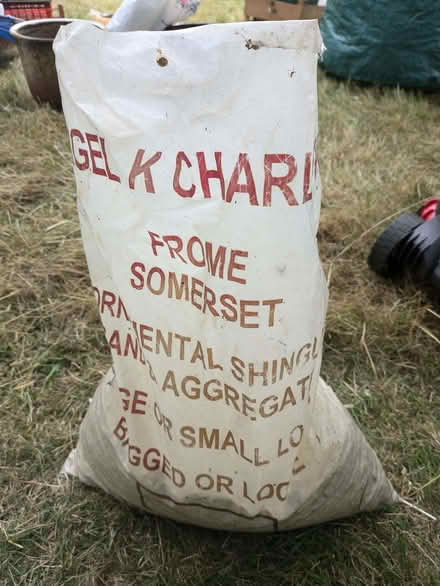 GEL K CHARL
FROME
SOMERSET
ORNAMENTAL SHINGL
AND AGGREGAT
GE OR SMALL LO
BAGGED OR LOO